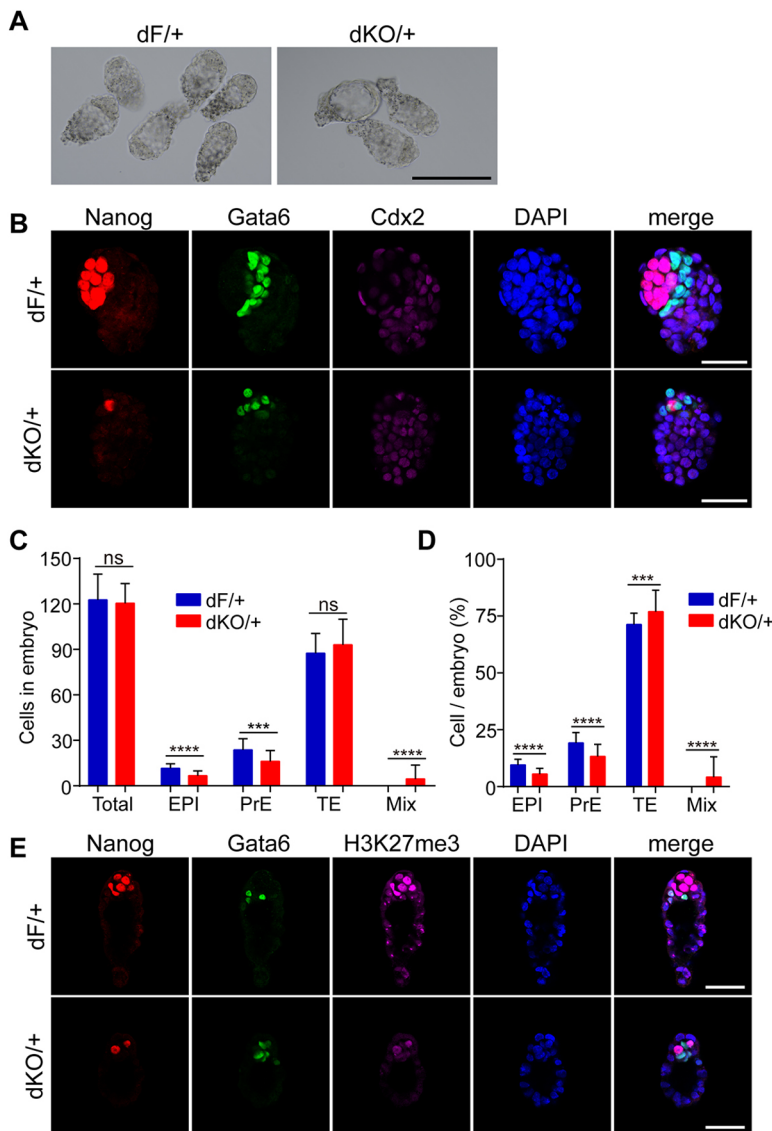 A
dF/+ dKO/+
B
Nanog Gata6 Cdx2 DAPI merge
dF/+
dKO/+
C
150
120
90
60
30
0
Cells in embryo
ns
ns
dF/+
dKO/+
**** *** ****
Total EPI PrE TE Mix
D
100
75
50
25
0
Cell / embryo (%)
***
dF/+
dKO/+
**** **** ****
EPI PrE TE Mix
E
Nanog Gata6 H3K27me3 DAPI merge
dF/+
dKO/+